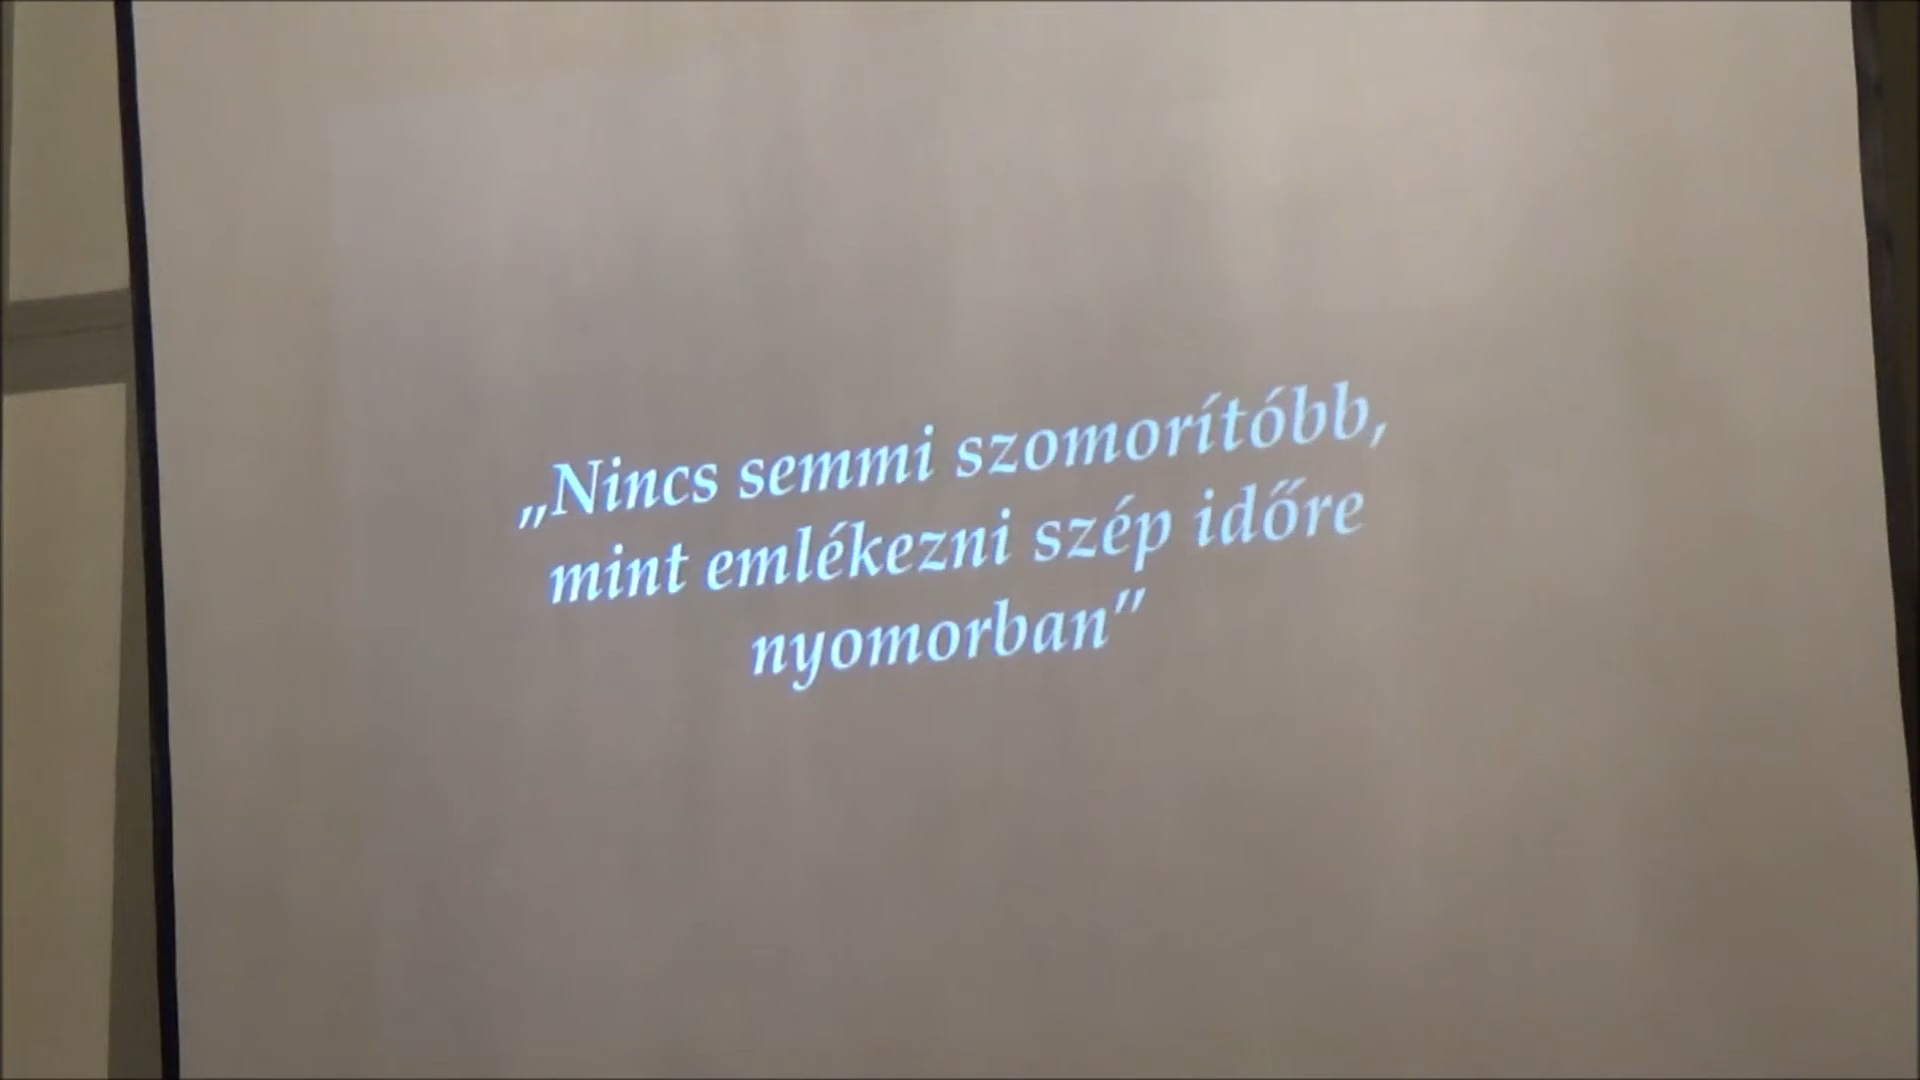 „Nincs semmi szomorítóbb,
mint emlékezni szép időre
nyomorban”